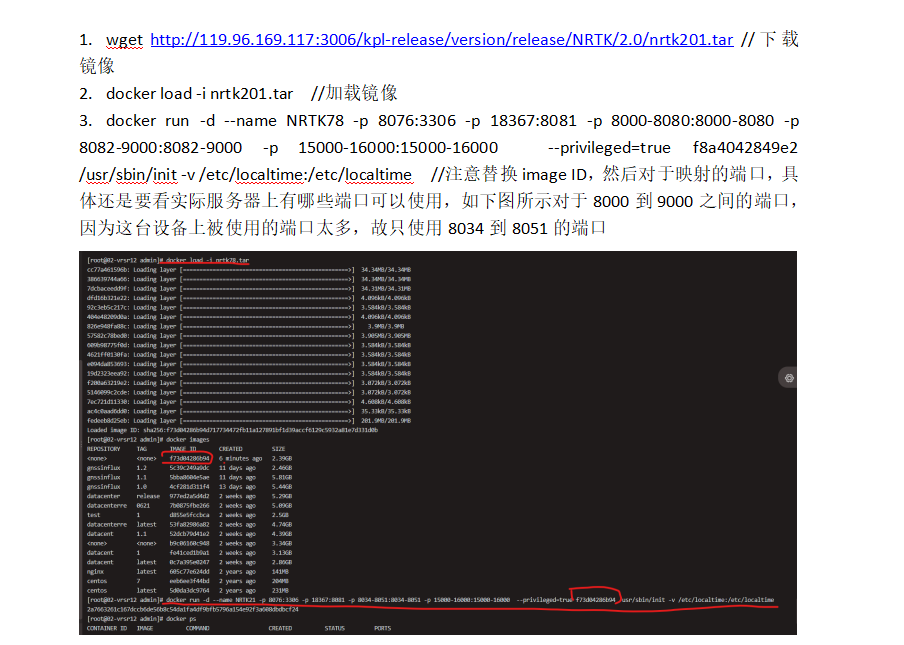 1. wget http://119.96.169.117:3006/kpl-release/version/release/NRTK/2.0/nrtk201.tar //下载
镜像
2. docker load -i nrtk201.tar //加载镜像
3. docker run -d --name NRTK78 -p 8076:3306 -p 18367:8081 -p 8000-8080:8000-8080 -p
8082-9000:8082-9000 -p 15000-16000:15000-16000 --privileged=true f8a4042849e2
/usr/sbin/init -v /etc/localtime:/etc/localtime //注意替换 image ID，然后对于映射的端口，具
体还是要看实际服务器上有哪些端口可以使用，如下图所示对于 8000 到 9000 之间的端口，
因为这台设备上被使用的端口太多，故只使用 8034 到 8051 的端口
[root@02-vrsr12 admin]# docker load -i nrtk78.tar
cc77a461596b: Loading layer [==================================================>] 34.34MB/34.34MB
386639744a66: Loading layer [==================================================>] 34.31MB/34.31MB
7dcbaceedd9f: Loading layer [==================================================>] 34.31MB/34.31MB
dfd16b321e22: Loading layer [==================================================>] 4.096kB/4.096kB
92c3eb5c217c: Loading layer [==================================================>] 3.584kB/3.584kB
404e48209d0a: Loading layer [==================================================>] 4.096kB/4.096kB
826e948fa88c: Loading layer [==================================================>] 3.9MB/3.9MB
57582c78bed0: Loading layer [==================================================>] 3.905MB/3.905MB
609b98775f0d: Loading layer [==================================================>] 3.584kB/3.584kB
4621ff0130fa: Loading layer [==================================================>] 3.584kB/3.584kB
e094da053693: Loading layer [==================================================>] 3.584kB/3.584kB
19d2323eea92: Loading layer [==================================================>] 3.584kB/3.584kB
f200a63219e2: Loading layer [==================================================>] 3.072kB/3.072kB
5146099c2cde: Loading layer [==================================================>] 3.072kB/3.072kB
7ec721d11330: Loading layer [==================================================>] 4.608kB/4.608kB
ac4c0aad6dd0: Loading layer [==================================================>] 35.33kB/35.33kB
fedeeb8d25eb: Loading layer [==================================================>] 201.9MB/201.9MB
Loaded image ID:
[root@02-vrsr12 admin]# docker images
REPOSITORY TAG IMAGE ID CREATED SIZE
<none> <none> f73d04286b94 6 minutes ago 2.39GB
gnssinflux 1.2 5c39c249a9dc 11 days ago 2.46GB
gnssinflux 1.1 5bba8604e5ae 11 days ago 5.81GB
gnssinflux 1.0 4cf281d311f4 13 days ago 5.44GB
datacenter release 977ed2a5d4d2 2 weeks ago 5.29GB
datacenterre 0621 7b0875fbe266 2 weeks ago 5.09GB
test 1 d855e5fccbca 2 weeks ago 2.5GB
datacenterre latest 53fa82986a82 2 weeks ago 4.74GB
datacent 1.1 52dcb79d41e2 2 weeks ago 4.39GB
<none> <none> b9c06160c948 2 weeks ago 3.34GB
datacent 1 fe41ced1b9a1 2 weeks ago 3.13GB
datacent latest 0c7a395e0247 2 weeks ago 2.86GB
nginx latest 605c77e624dd 2 years ago 141MB
centos 7 eeb6ee3f44bd 2 years ago 204MB
centos latest 5d0da3dc9764 2 years ago 231MB
[root@02-vrsr12 admin]# docker run -d --name NRTK21 -p 8076:3306 -p 18367:8081 -p 8034-8051:8034-8051 -p 15000-16000:15000-16000 --privileged=true f73d04286b94 /usr/sbin/init -v /etc/localtime:/etc/localtime
[root@02-vrsr12 admin]# docker ps
CONTAINER ID IMAGE COMMAND CREATED STATUS PORTS